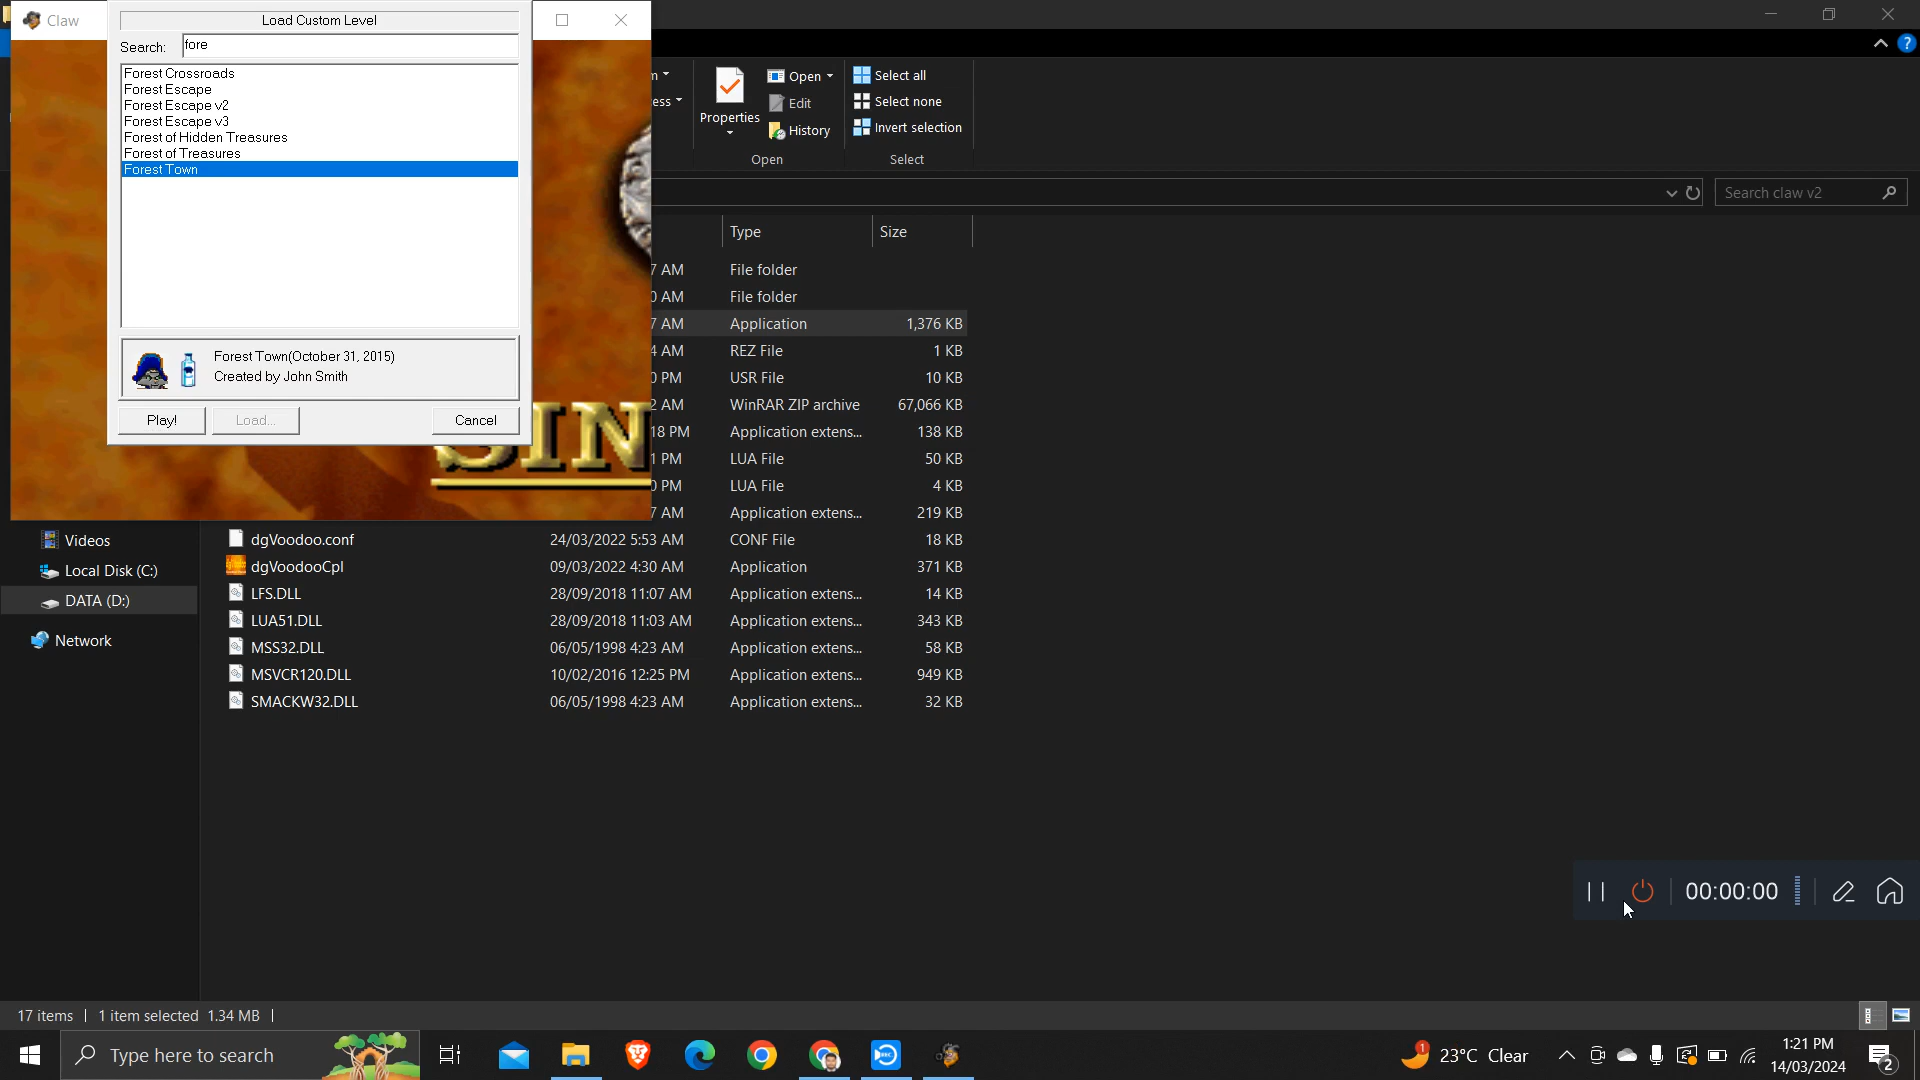 Claw
Load Custom Level
Search: fore
Forest Crossroads
Forest Escape
Forest Escape v2
Forest Escape v3
Forest of Hidden Treasures
Forest of Treasures
Forest Town
Forest Town(October 31, 2015)
Created by John Smith
Play! Load... Cancel
SIN
ess
Properties
Open
Edit
History
Open
Select all
Select none
Invert selection
Select
Search claw v2
Type Size
7 AM File folder
0 AM File folder
7 AM Application 1,376 KB
4 AM REZ File 1 KB
0 PM USR File 10 KB
2 AM WinRAR ZIP archive 67,066 KB
18 PM Application extens... 138 KB
1 PM LUA File 50 KB
0 PM LUA File 4 KB
7 AM Application extens... 219 KB
dgVoodoo.conf 24/03/2022 5:53 AM CONF File 18 KB
dgVoodooCpl 09/03/2022 4:30 AM Application 371 KB
LFS.DLL 28/09/2018 11:07 AM Application extens... 14 KB
LUA51.DLL 28/09/2018 11:03 AM Application extens... 343 KB
MSS32.DLL 06/05/1998 4:23 AM Application extens... 58 KB
MSVCR120.DLL 10/02/2016 12:25 PM Application extens... 949 KB
SMACKW32.DLL 06/05/1998 4:23 AM Application extens... 32 KB
Videos
Local Disk (C:)
DATA (D:)
Network
00:00:00
17 items 1 item selected 1.34 MB
Type here to search
REC
1
23°C Clear
1:21 PM
14/03/2024
2